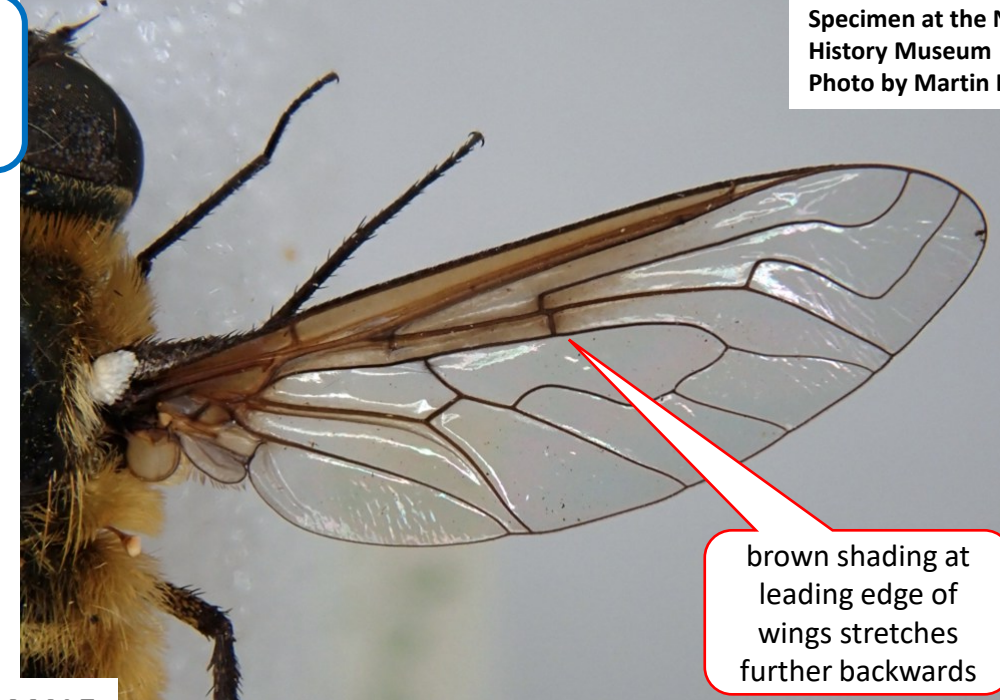 Specimen at the
History Museum
Photo by Martin
brown shading at
leading edge of
wings stretches
further backwards